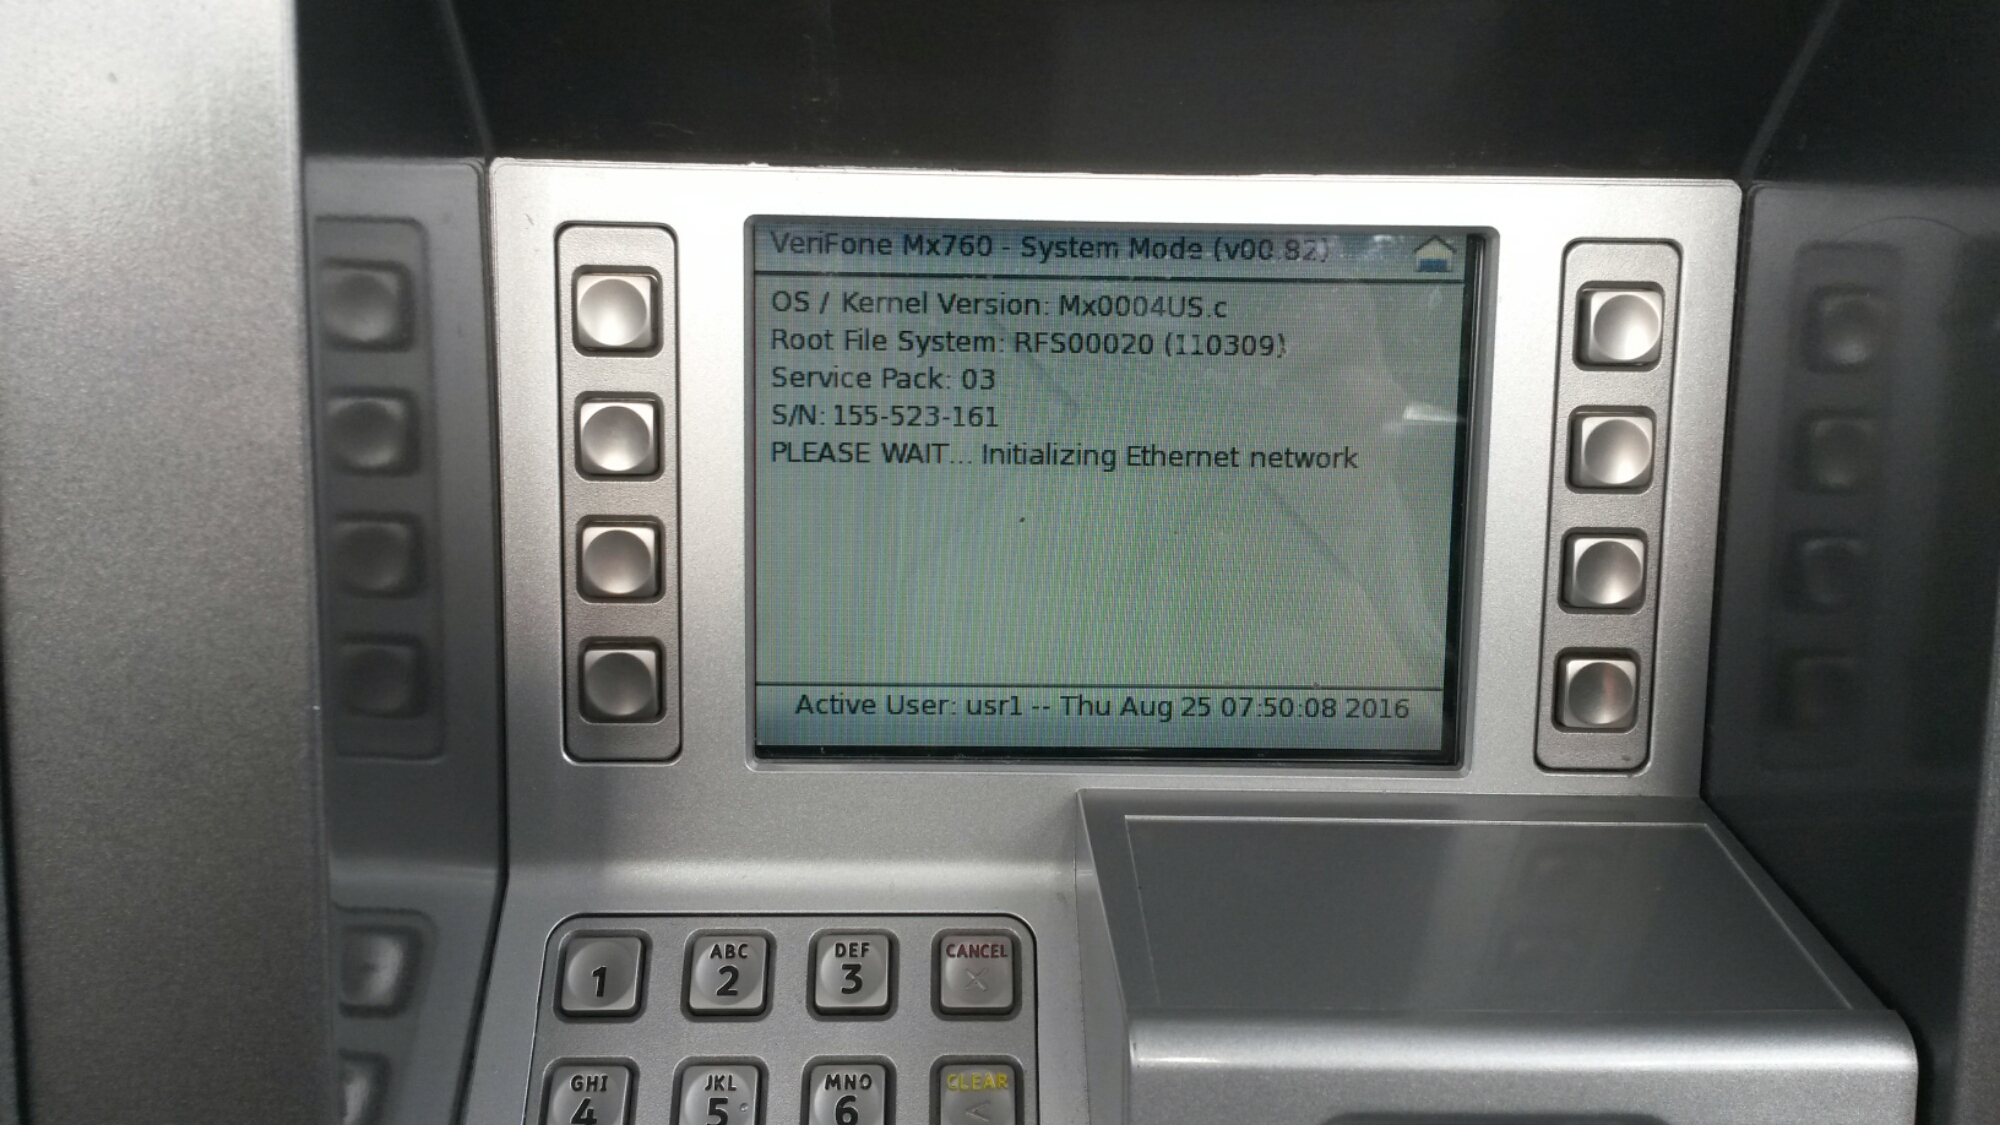 VeriFone Mx760 - System Mode (v00.82)
OS / Kernel Version: Mx0004US.c
Root File System: RFS00020 (110309)
Service Pack: 03
S/N: 155-523-161
PLEASE WAIT... Initializing Ethernet network
Active User: usr1 -- Thu Aug 25 07:50:08 2016
1
ABC
2
DEF
3
CANCEL
X
GHI
4
JKL
5
MNO
6
CLEAR
<